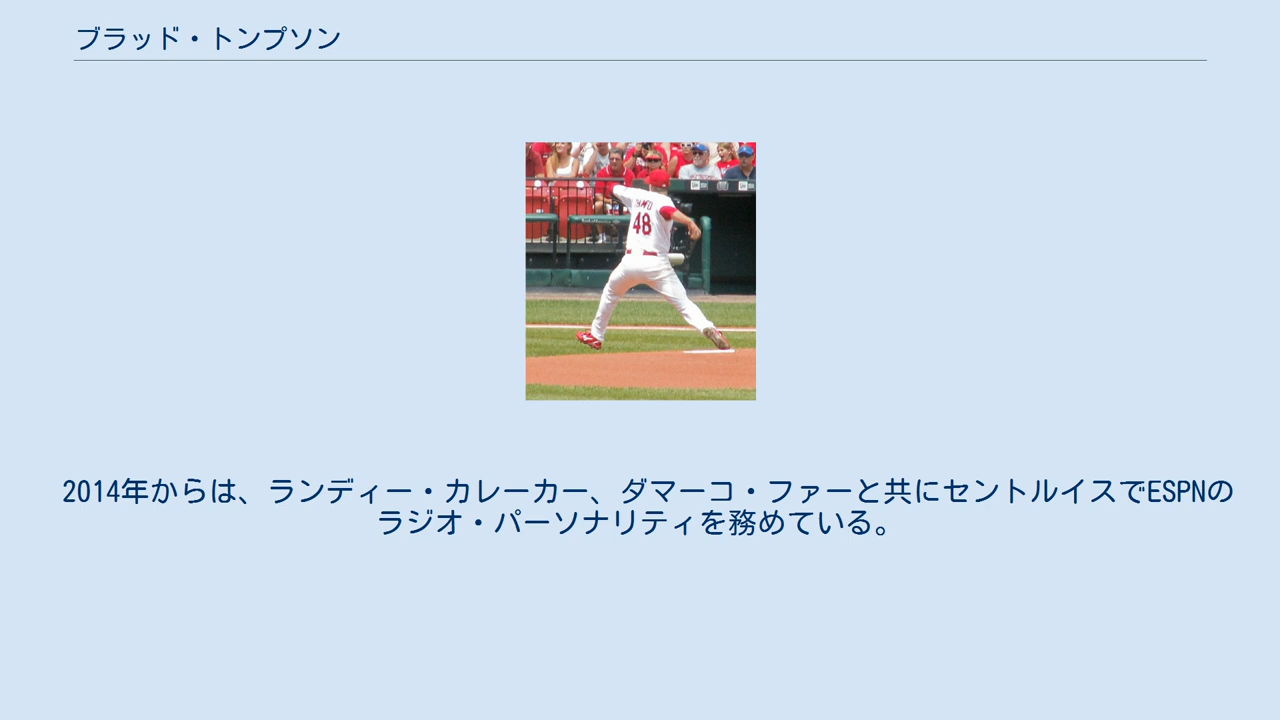 ブラッド・トンプソン
48
2014年からは、ランディー・カレーカー、ダマーコ・ファーと共にセントルイスでESPNの
ラジオ・パーソナリティを務めている。